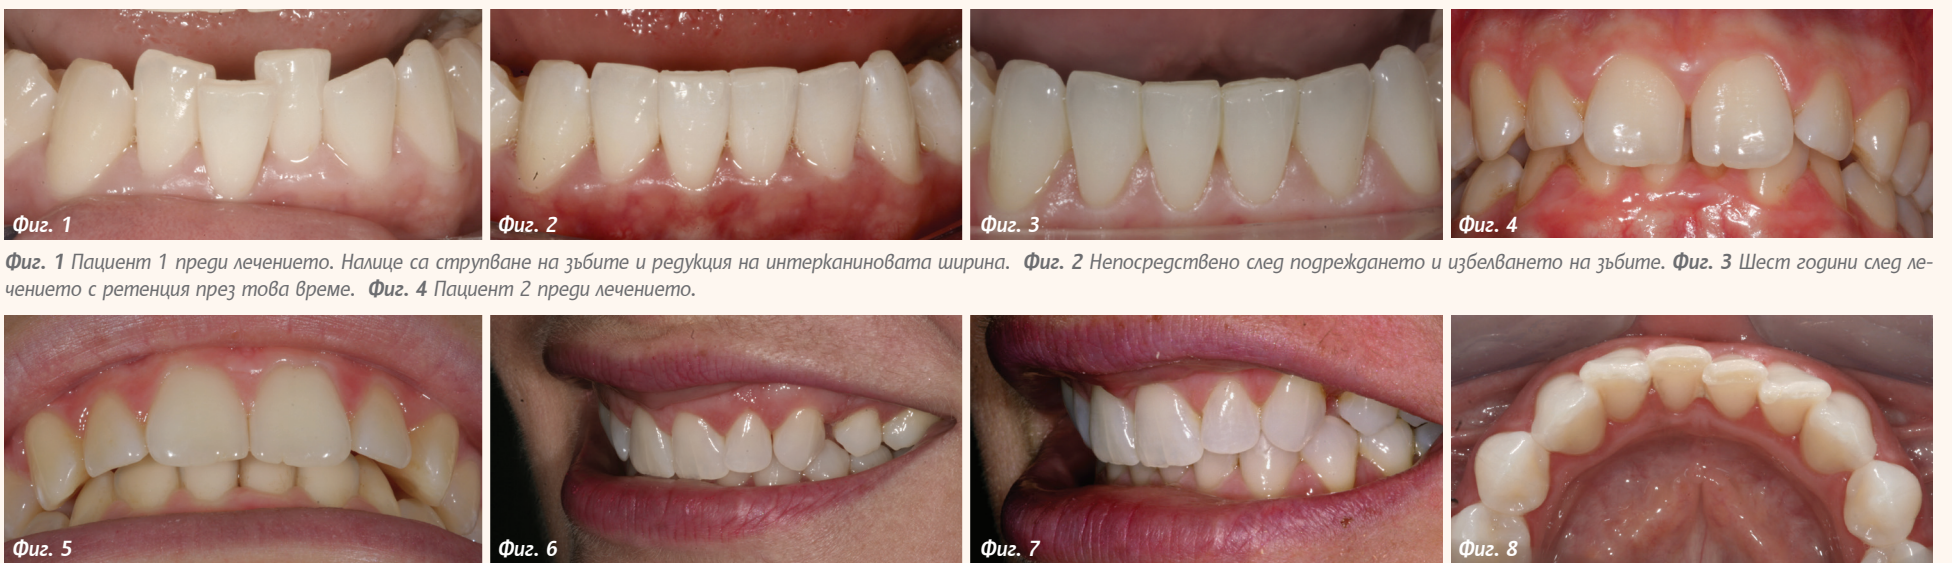 Фиг. 1
Фиг. 2
Фиг. 3
Фиг. 4
Фиг. 1 Пациент 1 преди лечението. Налице са струпване на зъбите и редукция на интерканиновата ширина. Фиг. 2 Непосредствено след подреждането и избелването на зъбите. Фиг. 3 Шест години след ле-
чението с ретенция през това време. Фиг. 4 Пациент 2 преди лечението.
Фиг. 5
Фиг. 6
Фиг. 7
Фиг. 8